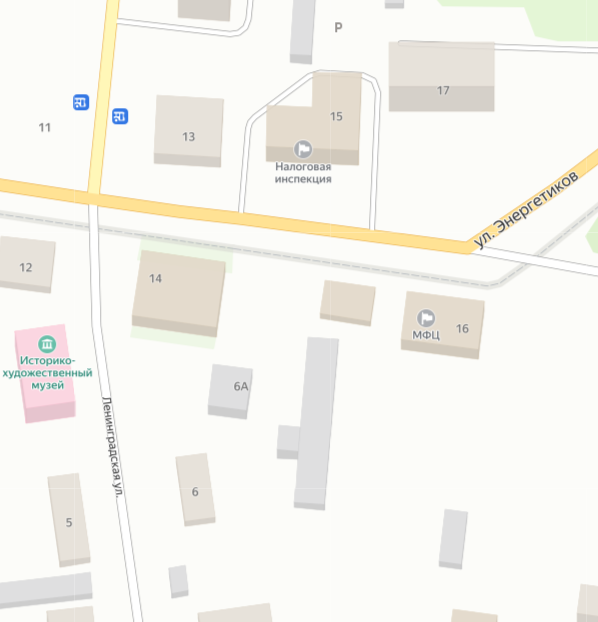 P
17
15
11
13
Налоговая
инспекция
ул. Энергетиков
12
14
МФЦ
16
Историко-
художественный
музей
6А
Ленинградская ул.
6
5